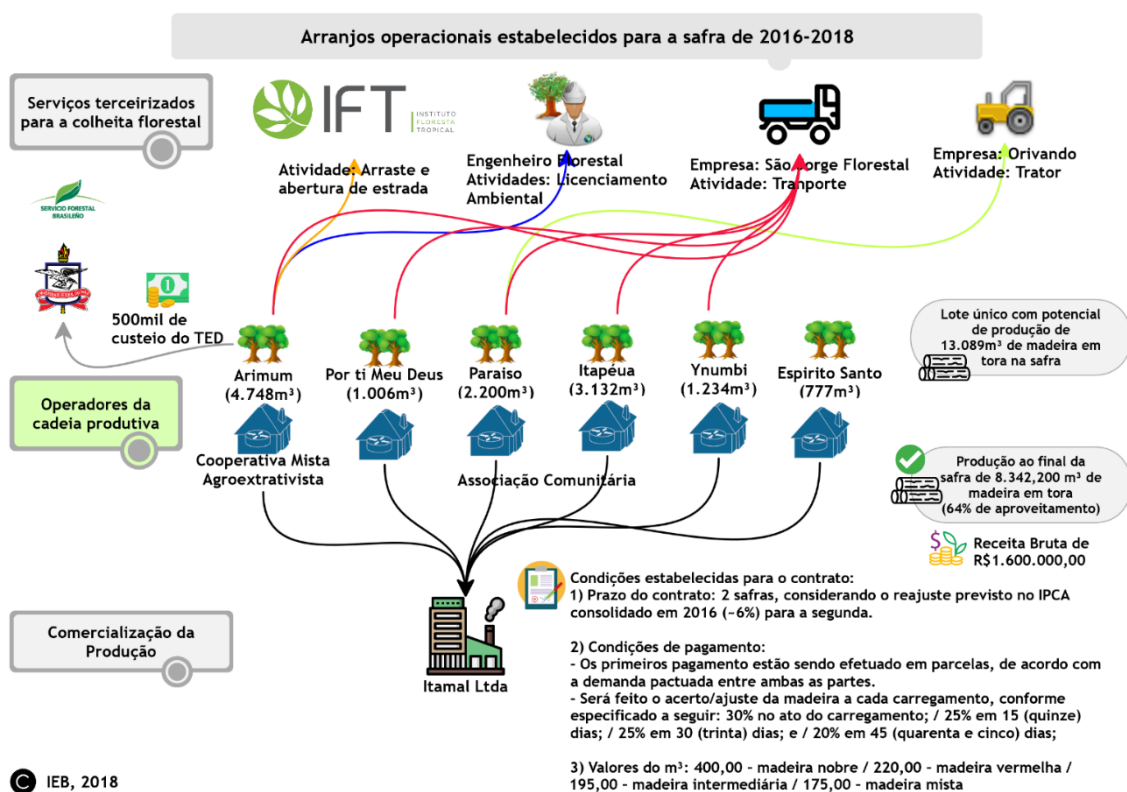 Arranjos operacionais estabelecidos para a safra de 2016-2018
Serviços terceirizados
para a colheita florestal
IFT
INSTITUTO
FLORESTA
TROPICAL
Atividade: Arraste e
abertura de estrada
Engenheiro Florestal
Atividades: Licenciamento
Ambiental
Empresa: São Jorge Florestal
Atividade: Tranporte
Empresa: Orivando
Atividade: Trator
SERVICIO FORESTAL
BRASILEÑO
500mil de
custeio do TED
Operadores da
cadeia produtiva
Arimum
(4.748m³)
Por ti Meu Deus
(1.006m³)
Paraiso
(2.200m³)
Itapéua
(3.132m³)
Ynumbi
(1.234m³)
Espirito Santo
(777m³)
Cooperativa Mista
Agroextrativista
Associação Comunitária
Lote único com potencial
de produção de
13.089m³ de madeira em
tora na safra
Produção ao final da
safra de 8.342,200 m³ de
madeira em tora
(64% de aproveitamento)
Receita Bruta de
R$1.600.000,00
Comercialização da
Produção
Itamal Ltda
Condições estabelecidas para o contrato:
1) Prazo do contrato: 2 safras, considerando o reajuste previsto no IPCA
consolidado em 2016 (~6%) para a segunda.
2) Condições de pagamento:
- Os primeiros pagamento estão sendo efetuado em parcelas, de acordo com
a demanda pactuada entre ambas as partes.
- Será feito o acerto/ajuste da madeira a cada carregamento, conforme
especificado a seguir: 30% no ato do carregamento; / 25% em 15 (quinze)
dias; / 25% em 30 (trinta) dias; e / 20% em 45 (quarenta e cinco) dias;
3) Valores do m³: 400,00 - madeira nobre / 220,00 - madeira vermelha /
195,00 - madeira intermediária / 175,00 - madeira mista
C IEB, 2018